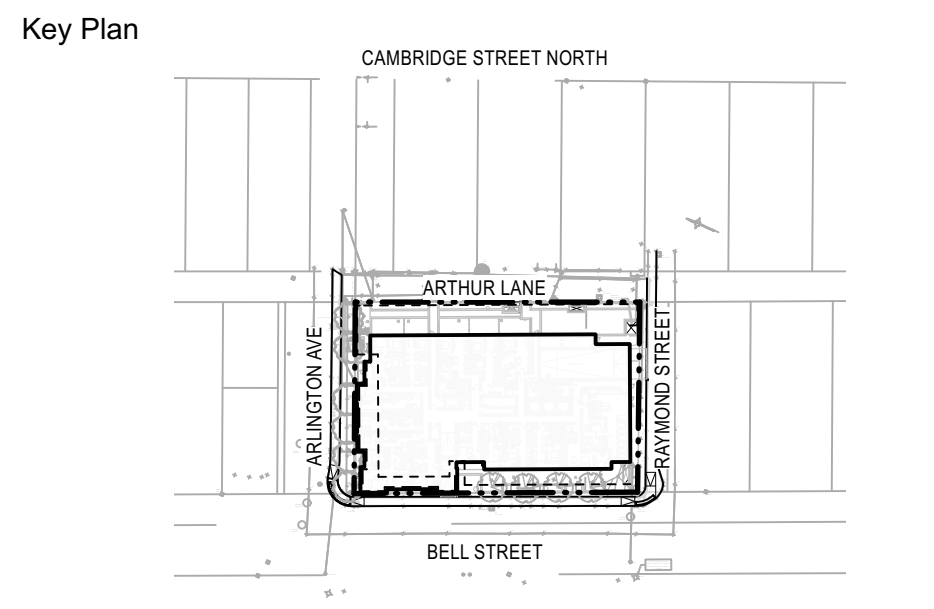 Key Plan
CAMBRIDGE STREET NORTH
ARTHUR LANE
ARLINGTON AVE
RAYMOND STREET
BELL STREET